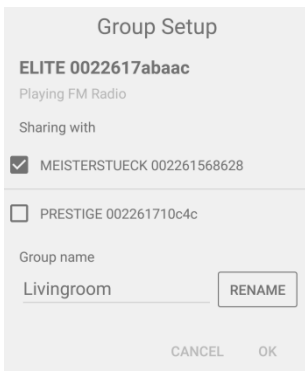 Group Setup
ELITE 0022617abaac
Playing FM Radio
Sharing with
MEISTERSTUECK 002261568628
PRESTIGE 002261710c4c
Group name
Livingroom RENAME
CANCEL OK